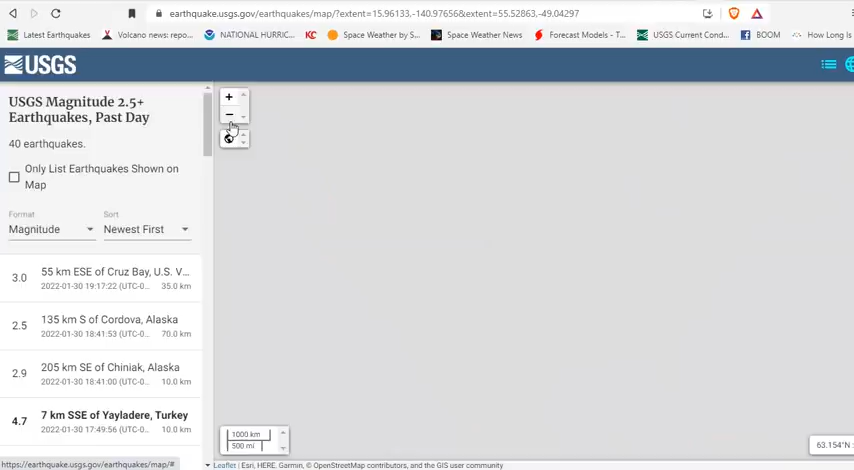 earthquake.usgs.gov/earthquakes/map/?extent=15.96133,-140.97656&extent=55.52863,-49.04297
Latest Earthquakes Volcano news: repo... NATIONAL HURRIC... KC Space Weather by S... Space Weather News Forecast Models - T... USGS Current Cond... BOOM How Long Is
USGS
USGS Magnitude 2.5+
Earthquakes, Past Day
40 earthquakes.
Only List Earthquakes Shown on
Map
Format Sort
Magnitude Newest First
3.0 55 km ESE of Cruz Bay, U.S. V...
2022-01-30 19:17:22 (UTC-0... 35.0 km
2.5 135 km S of Cordova, Alaska
2022-01-30 18:41:53 (UTC-0... 70.0 km
2.9 205 km SE of Chiniak, Alaska
2022-01-30 18:41:00 (UTC-0... 10.0 km
4.7 7 km SSE of Yayladere, Turkey
2022-01-30 17:49:56 (UTC-0... 10.0 km
https://earthquake.usgs.gov/earthquakes/map/#
+
−
1000 km
500 mi
63.154°N
Leaflet | Esri, HERE, Garmin, © OpenStreetMap contributors, and the GIS user community